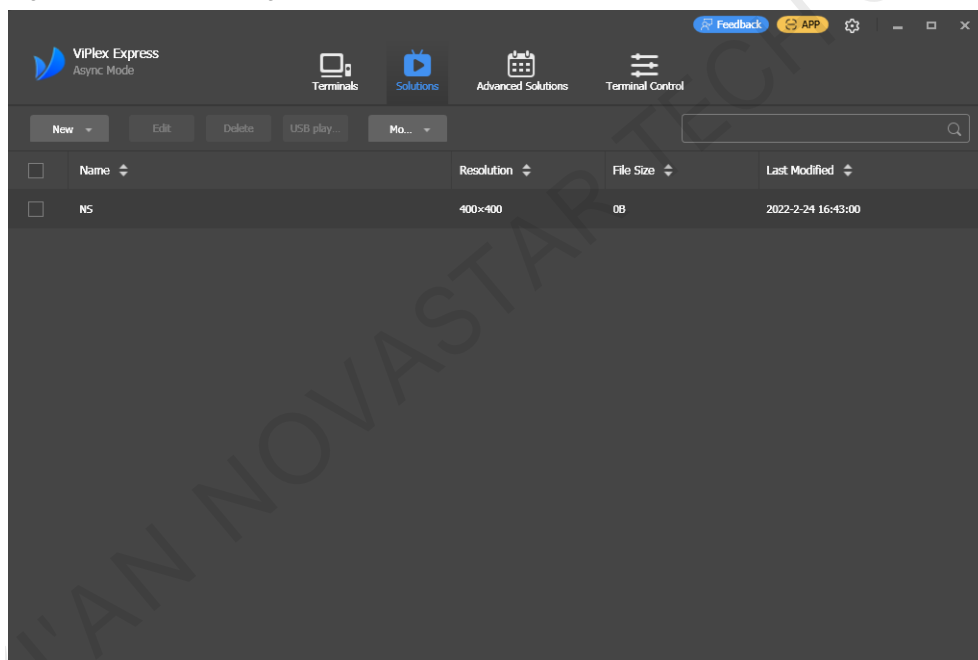 Feedback APP
ViPlex Express
Async Mode
Terminals Solutions Advanced Solutions Terminal Control
New Edit Delete USB play... Mo...
Name Resolution File Size Last Modified
NS 400×400 0B 2022-2-24 16:43:00
'AN NOVASTAR TECH